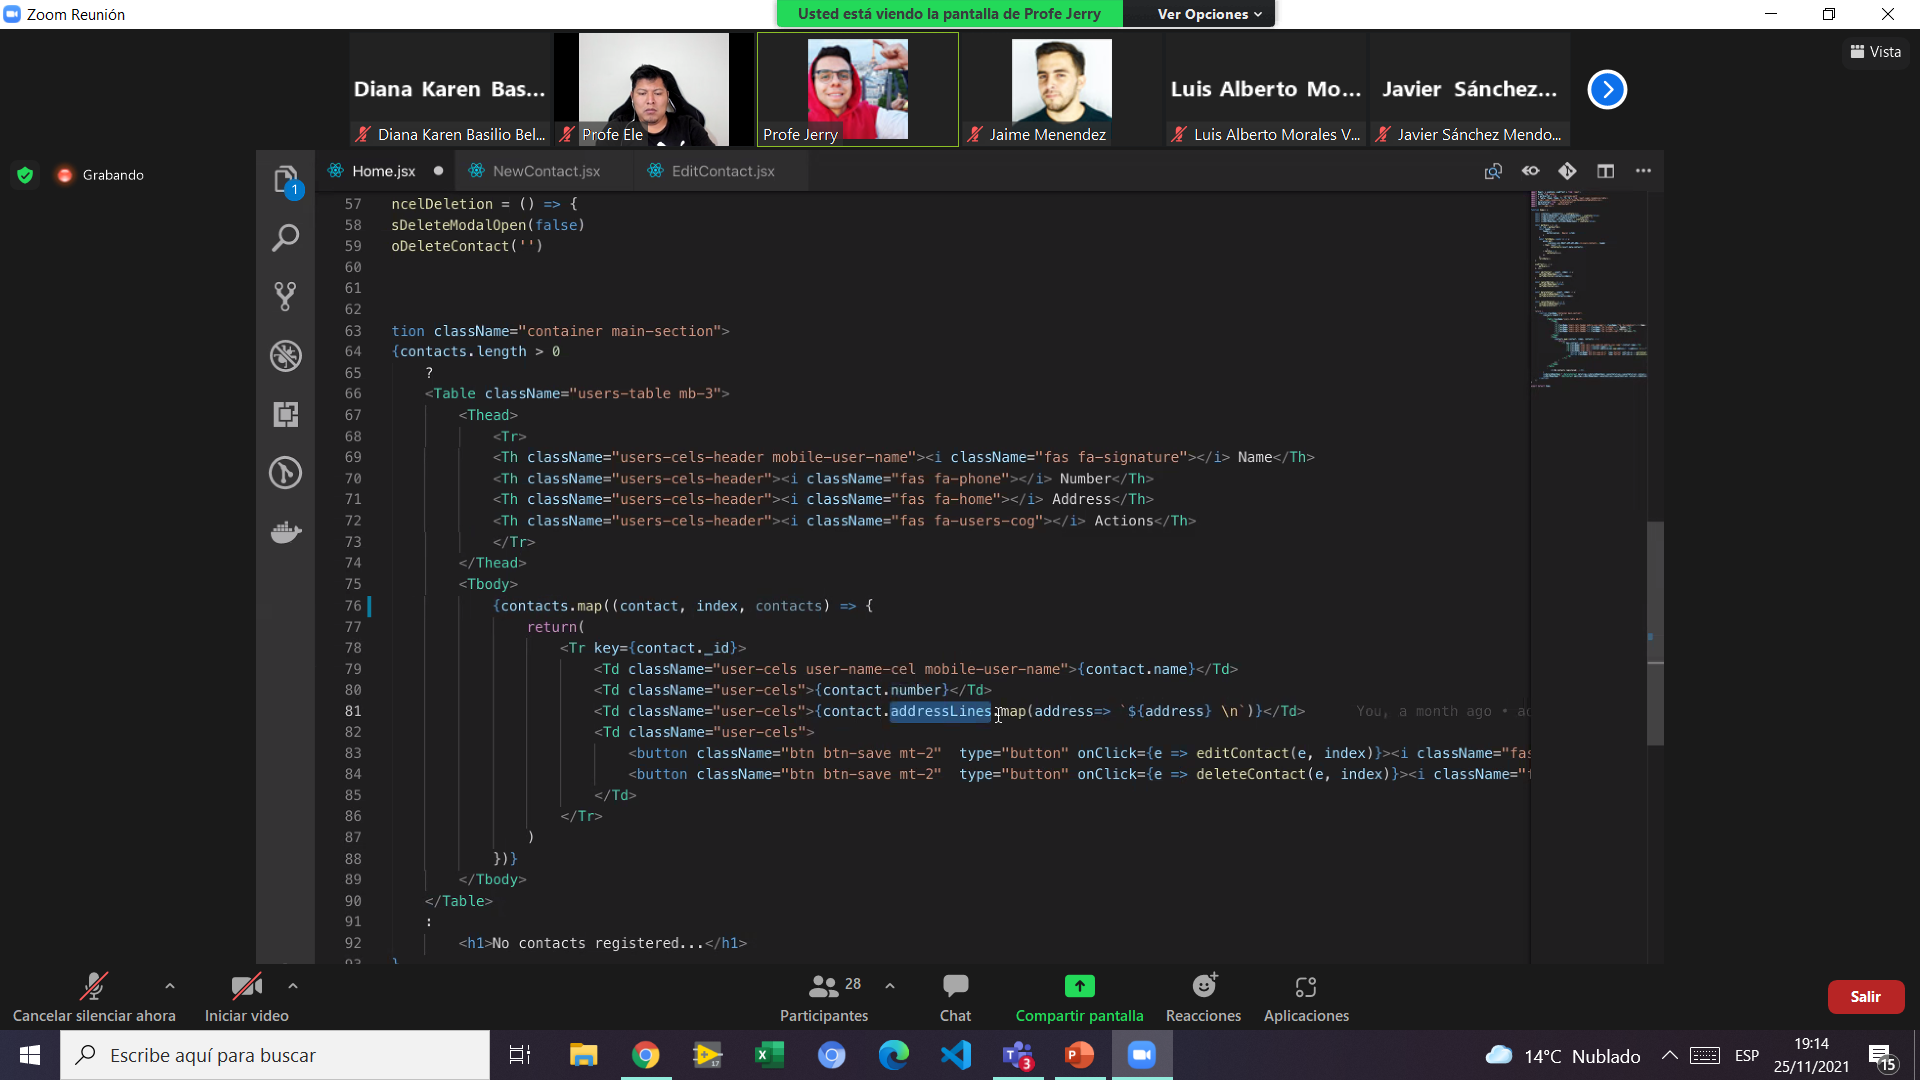 Zoom Reunión
Usted está viendo la pantalla de Profe Jerry
Ver Opciones
Vista
Diana Karen Bas...
Diana Karen Basilio Bel...
Profe Ele
Profe Jerry
Jaime Menendez
Luis Alberto Mo...
Luis Alberto Morales V...
Javier Sánchez...
Javier Sánchez Mendo...
Grabando
1
Home.jsx
NewContact.jsx
EditContact.jsx
57 ncelDeletion = () => {
58 sDeleteModalOpen(false)
59 oDeleteContact('')
60
61
62
63 tion className="container main-section">
64 {contacts.length > 0
65 ?
66 <Table className="users-table mb-3">
67 <Thead>
68 <Tr>
69 <Th className="users-cels-header mobile-user-name"><i className="fas fa-signature"></i> Name</Th>
70 <Th className="users-cels-header"><i className="fas fa-phone"></i> Number</Th>
71 <Th className="users-cels-header"><i className="fas fa-home"></i> Address</Th>
72 <Th className="users-cels-header"><i className="fas fa-users-cog"></i> Actions</Th>
73 </Tr>
74 </Thead>
75 <Tbody>
76 {contacts.map((contact, index, contacts) => {
77 return(
78 <Tr key={contact._id}>
79 <Td className="user-cels user-name-cel mobile-user-name">{contact.name}</Td>
80 <Td className="user-cels">{contact.number}</Td>
81 <Td className="user-cels">{contact.addressLines.map(address=> `${address} \n`)}</Td> You, a month ago • ad
82 <Td className="user-cels">
83 <button className="btn btn-save mt-2" type="button" onClick={e => editContact(e, index)}><i className="fas
84 <button className="btn btn-save mt-2" type="button" onClick={e => deleteContact(e, index)}><i className="f
85 </Td>
86 </Tr>
87 )
88 })}
89 </Tbody>
90 </Table>
91 :
92 <h1>No contacts registered...</h1>
93 }
Cancelar silenciar ahora
Iniciar video
28
Participantes
Chat
Compartir pantalla
Reacciones
Aplicaciones
Salir
Escribe aquí para buscar
17
3
14°C Nublado
ESP
19:14
25/11/2021
15